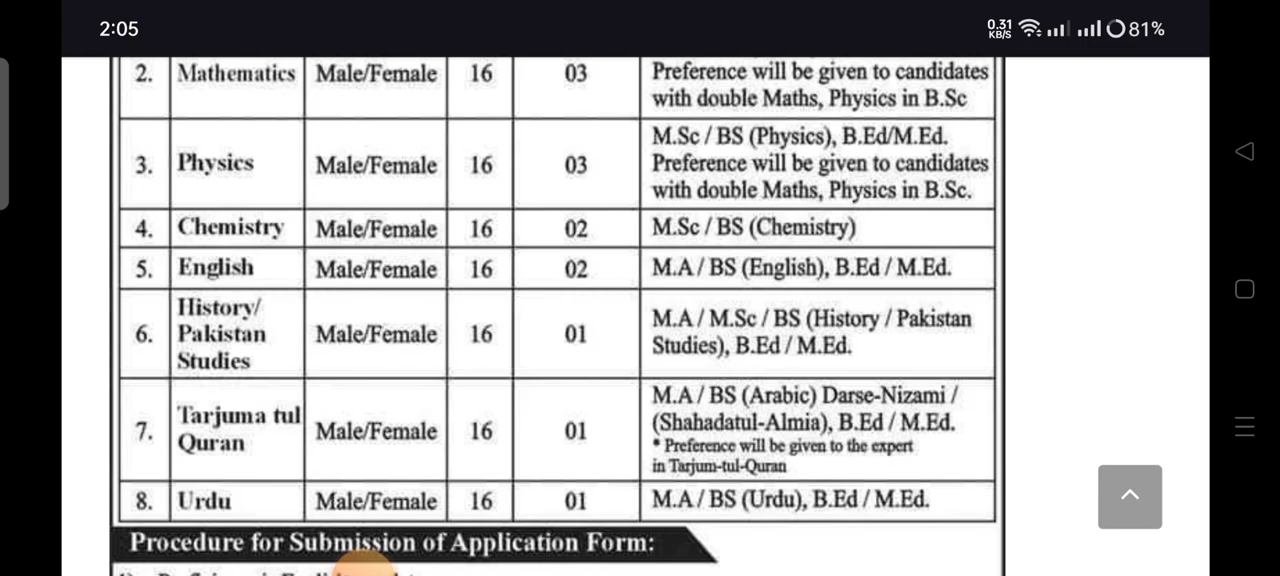 2:05
0.31 KB/S 81%
2. Mathematics Male/Female 16 03 Preference will be given to candidates
with double Maths, Physics in B.Sc
3. Physics Male/Female 16 03 M.Sc / BS (Physics), B.Ed/M.Ed.
Preference will be given to candidates
with double Maths, Physics in B.Sc.
4. Chemistry Male/Female 16 02 M.Sc / BS (Chemistry)
5. English Male/Female 16 02 M.A / BS (English), B.Ed / M.Ed.
6. History/
Pakistan
Studies Male/Female 16 01 M.A / M.Sc / BS (History / Pakistan
Studies), B.Ed / M.Ed.
7. Tarjuma tul
Quran Male/Female 16 01 M.A / BS (Arabic) Darse-Nizami /
(Shahadatul-Almia), B.Ed / M.Ed.
* Preference will be given to the expert
in Tarjum-tul-Quran
8. Urdu Male/Female 16 01 M.A / BS (Urdu), B.Ed / M.Ed.
Procedure for Submission of Application Form: